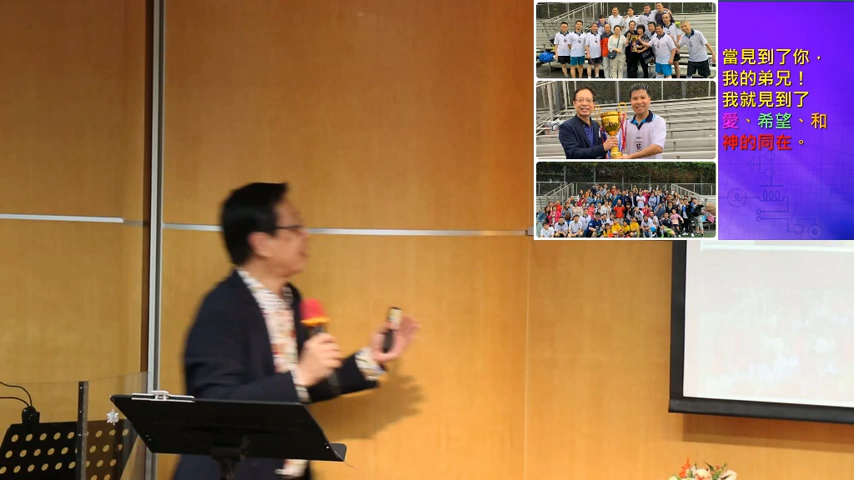 當見到了你，
我的弟兄！
我就見到了
愛、希望、和
神的同在。